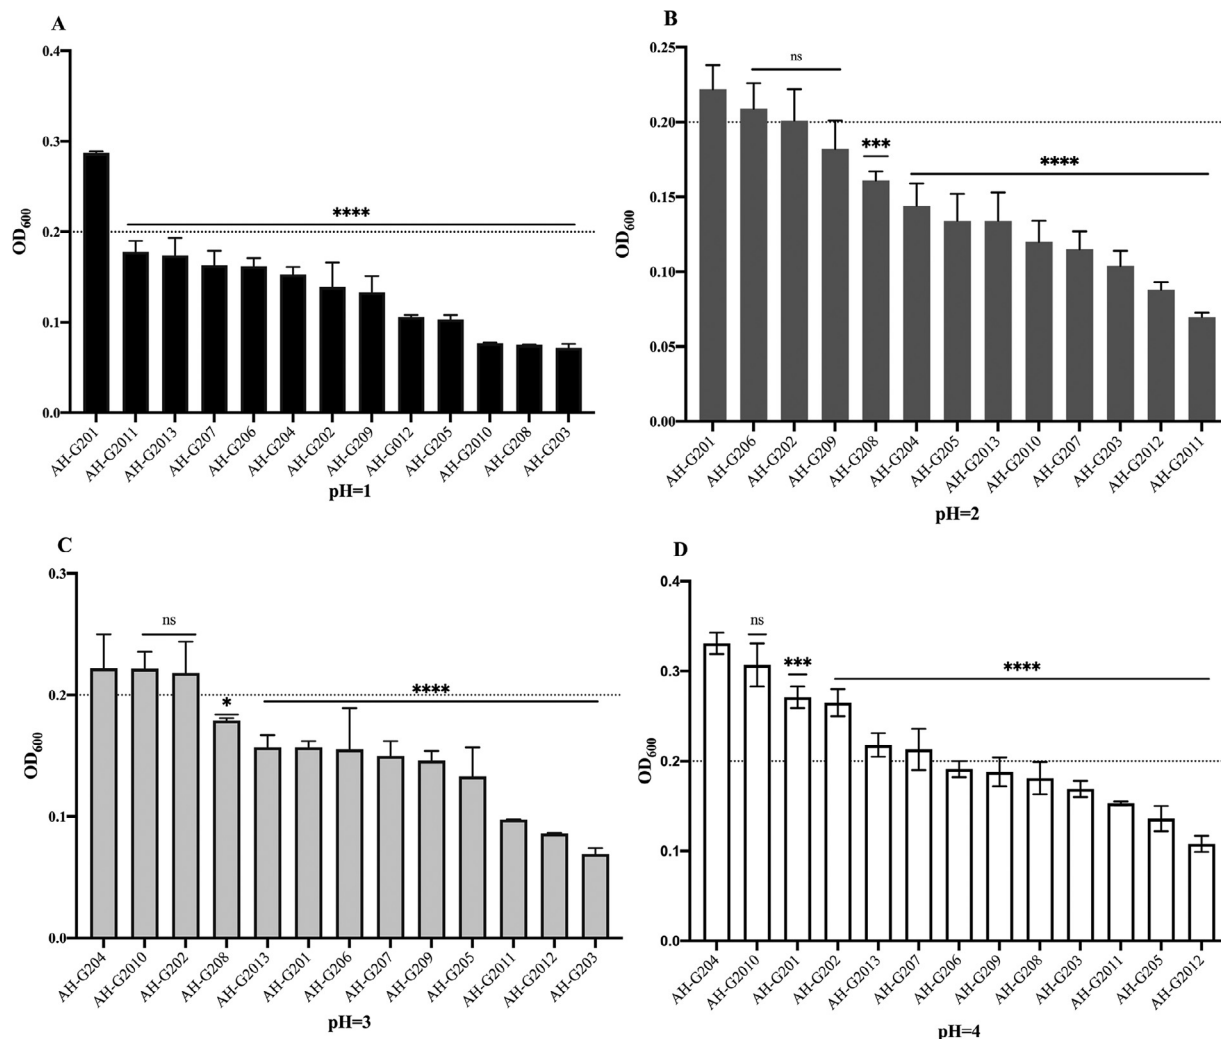 A
0.4
0.3
0.2
0.1
0.0
OD600
****
AH-G201
AH-G2011
AH-G2013
AH-G207
AH-G206
AH-G204
AH-G202
AH-G209
AH-G012
AH-G205
AH-G2010
AH-G208
AH-G203
pH=1
B
0.25
0.20
0.15
0.10
0.05
0.00
OD600
ns
***
****
AH-G201
AH-G206
AH-G202
AH-G209
AH-G208
AH-G204
AH-G205
AH-G2013
AH-G2010
AH-G207
AH-G203
AH-G2012
AH-G2011
pH=2
C
0.3
0.2
0.1
0.0
OD600
ns
*
****
AH-G204
AH-G2010
AH-G202
AH-G208
AH-G2013
AH-G201
AH-G206
AH-G207
AH-G209
AH-G205
AH-G2011
AH-G2012
AH-G203
pH=3
D
0.4
0.3
0.2
0.1
0.0
OD600
ns
***
****
AH-G204
AH-G2010
AH-G201
AH-G202
AH-G2013
AH-G207
AH-G206
AH-G209
AH-G208
AH-G203
AH-G2011
AH-G205
AH-G2012
pH=4